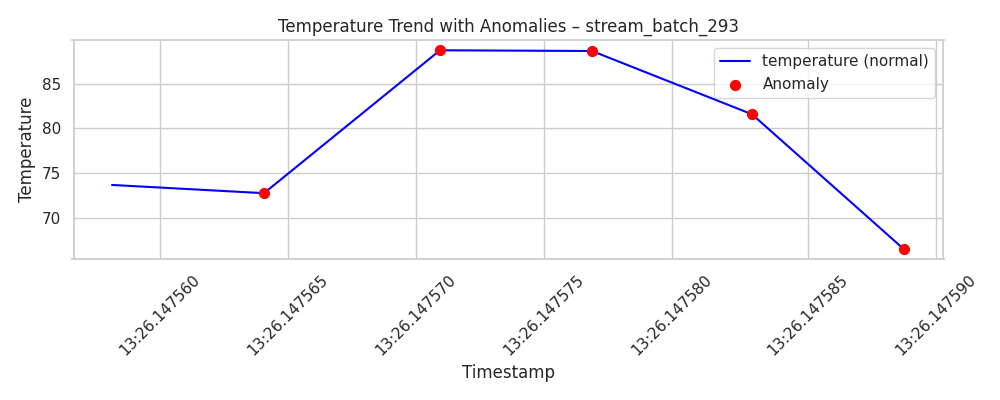 Temperature Trend with Anomalies – stream_batch_293
temperature (normal)
Anomaly
Temperature
85
80
75
70
13:26.147560
13:26.147565
13:26.147570
13:26.147575
13:26.147580
13:26.147585
13:26.147590
Timestamp